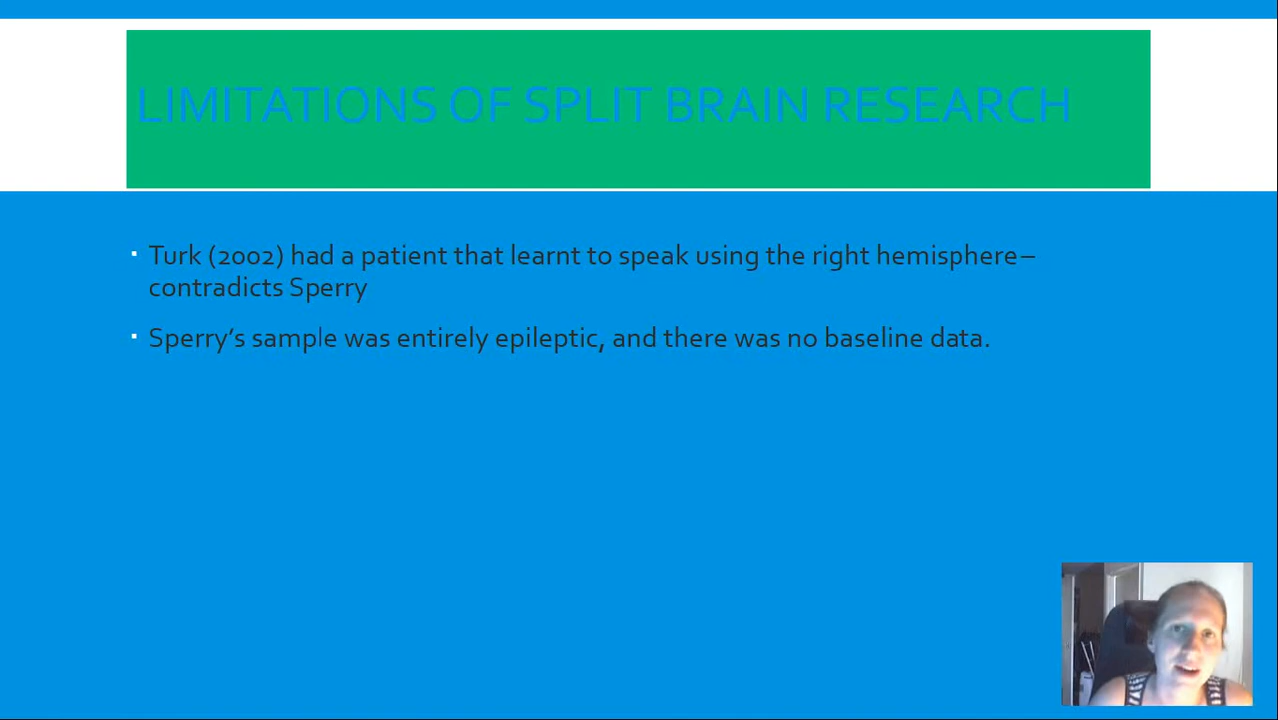 LIMITATIONS OF SPLIT BRAIN RESEARCH
▪ Turk (2002) had a patient that learnt to speak using the right hemisphere–
contradicts Sperry
▪ Sperry’s sample was entirely epileptic, and there was no baseline data.